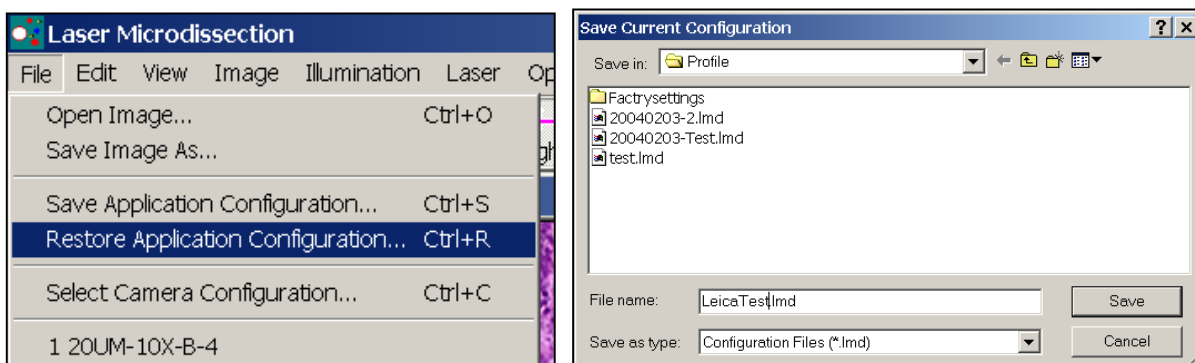 Laser Microdissection
File Edit View Image Illumination Laser Op
Open Image... Ctrl+O
Save Image As...
Save Application Configuration... Ctrl+S
Restore Application Configuration... Ctrl+R
Select Camera Configuration... Ctrl+C
1 20UM-10X-B-4
Save Current Configuration
Save in: Profile
Factrysettings
20040203-2.lmd
20040203-Test.lmd
test.lmd
File name: LeicaTest.lmd Save
Save as type: Configuration Files (*.lmd) Cancel